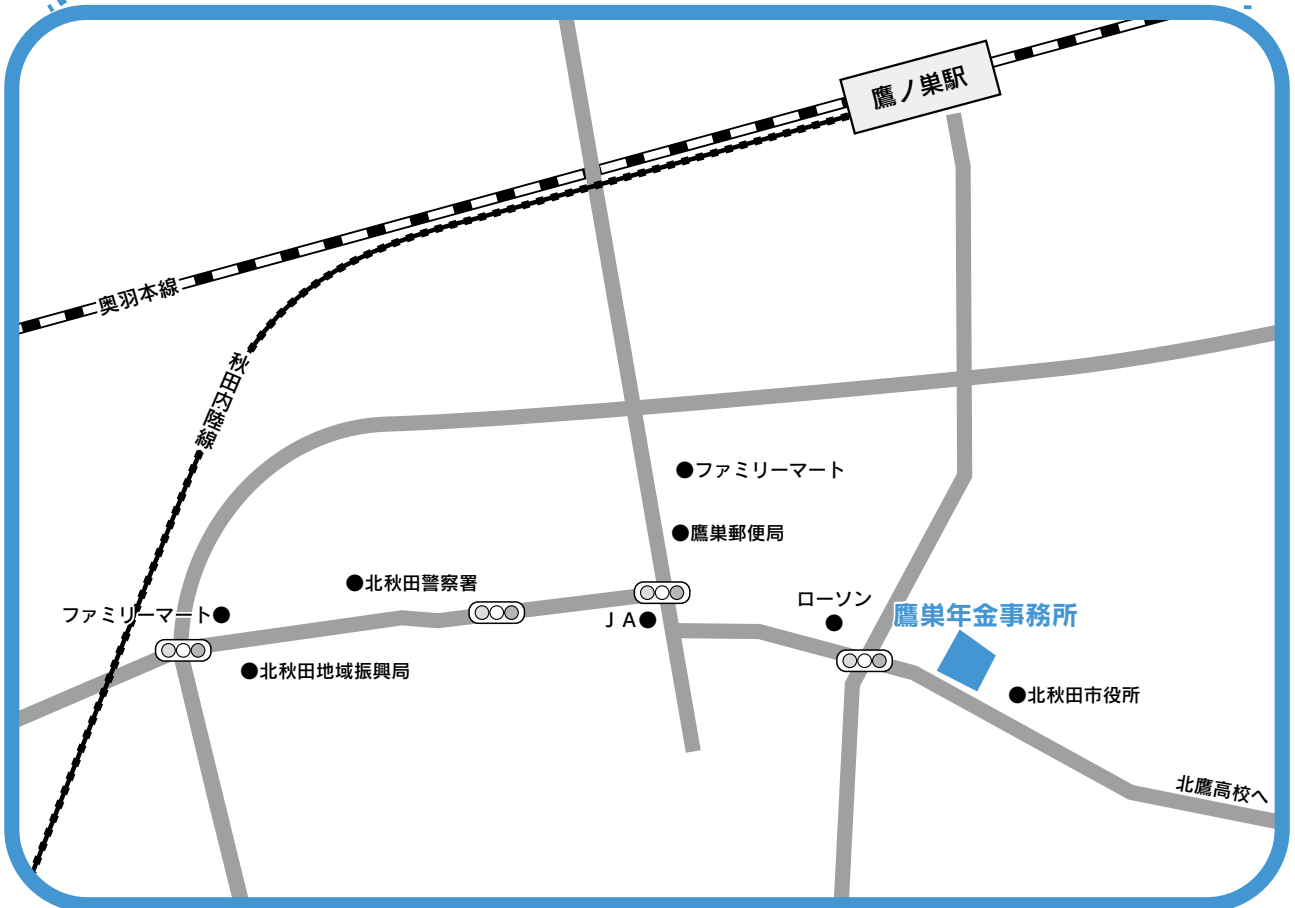 鷹ノ巣駅
奥羽本線
秋田内陸線
ファミリーマート
鷹巣郵便局
北秋田警察署
ファミリーマート
ＪＡ
ローソン
鷹巣年金事務所
北秋田地域振興局
北秋田市役所
北鷹高校へ